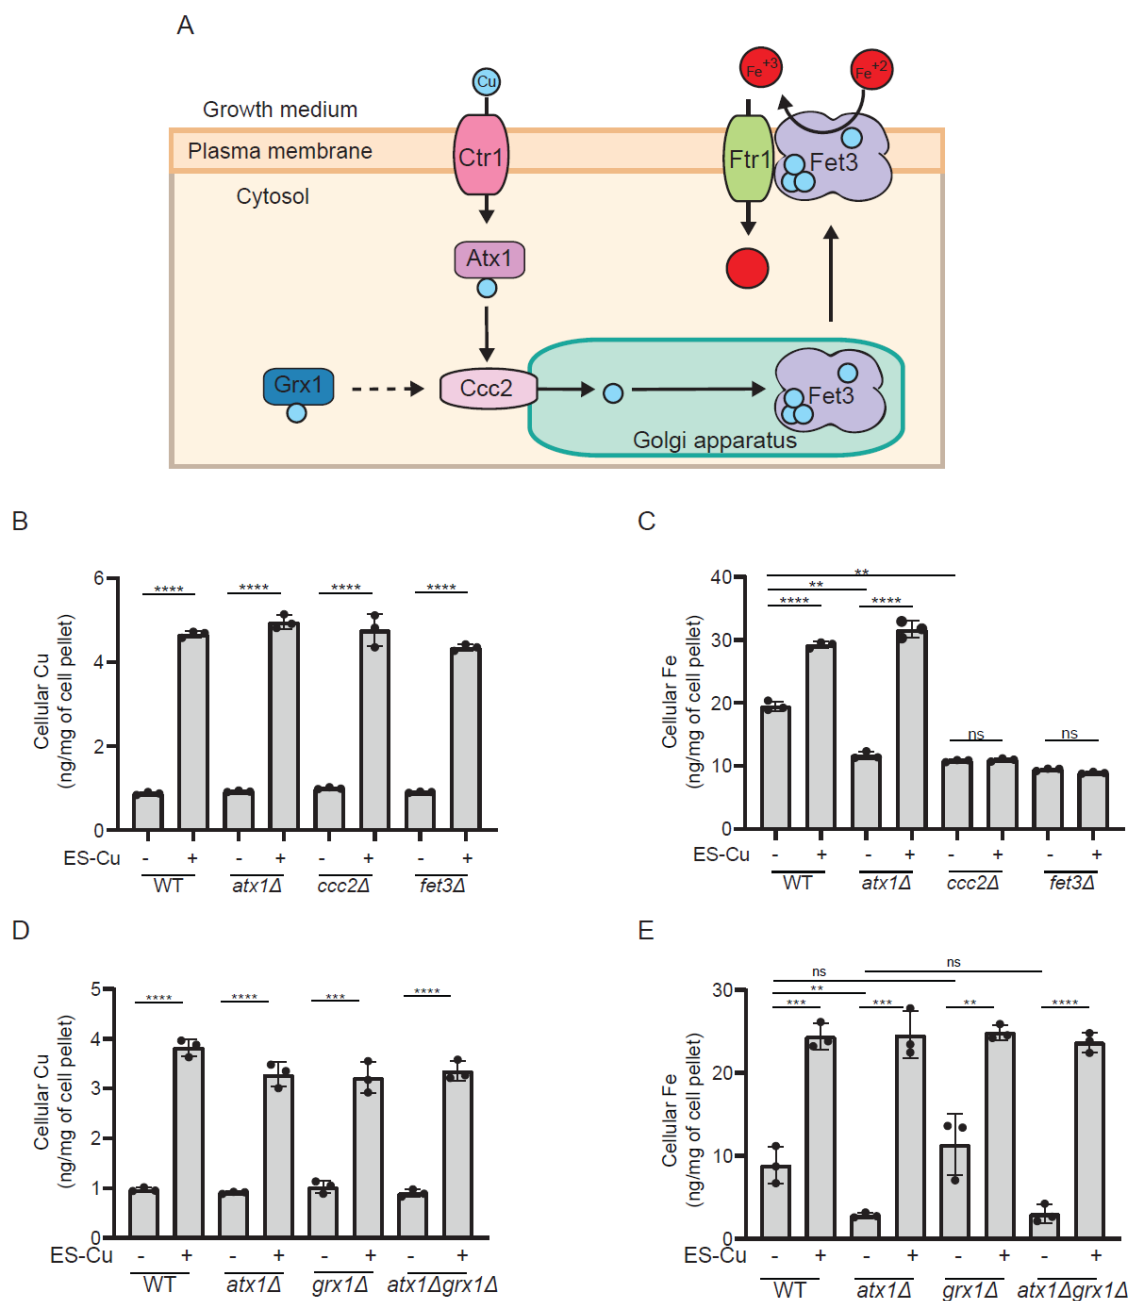 A
Cu
Fe+3
Fe+2
Growth medium
Plasma membrane
Ctr1
Ftr1
Fet3
Cytosol
Atx1
Grx1
Ccc2
Fet3
Golgi apparatus
B
Cellular Cu
(ng/mg of cell pellet)
6
4
2
0
**** **** **** ****
ES-Cu - + - + - + - +
WT atx1Δ ccc2Δ fet3Δ
C
Cellular Fe
(ng/mg of cell pellet)
40
30
20
10
0
**
**
**** ****
ns ns
- + - + - + - +
ES-Cu
WT atx1Δ ccc2Δ fet3Δ
D
Cellular Cu
(ng/mg of cell pellet)
5
4
3
2
1
0
**** **** *** ****
ES-Cu - + - + - + - +
WT atx1Δ grx1Δ atx1Δgrx1Δ
E
Cellular Fe
(ng/mg of cell pellet)
30
20
10
0
ns
ns
**
*** *** ** ****
ES-Cu - + - + - + - +
WT atx1Δ grx1Δ atx1Δgrx1Δ